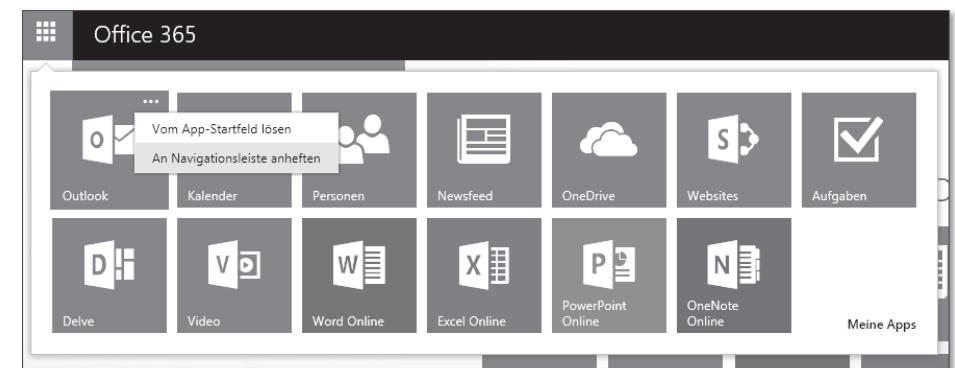 Office 365
Vom App-Startfeld lösen
An Navigationsleiste anheften
Outlook
Kalender
Personen
Newsfeed
OneDrive
Websites
Aufgaben
Delve
Video
Word Online
Excel Online
PowerPoint
Online
OneNote
Online
Meine Apps